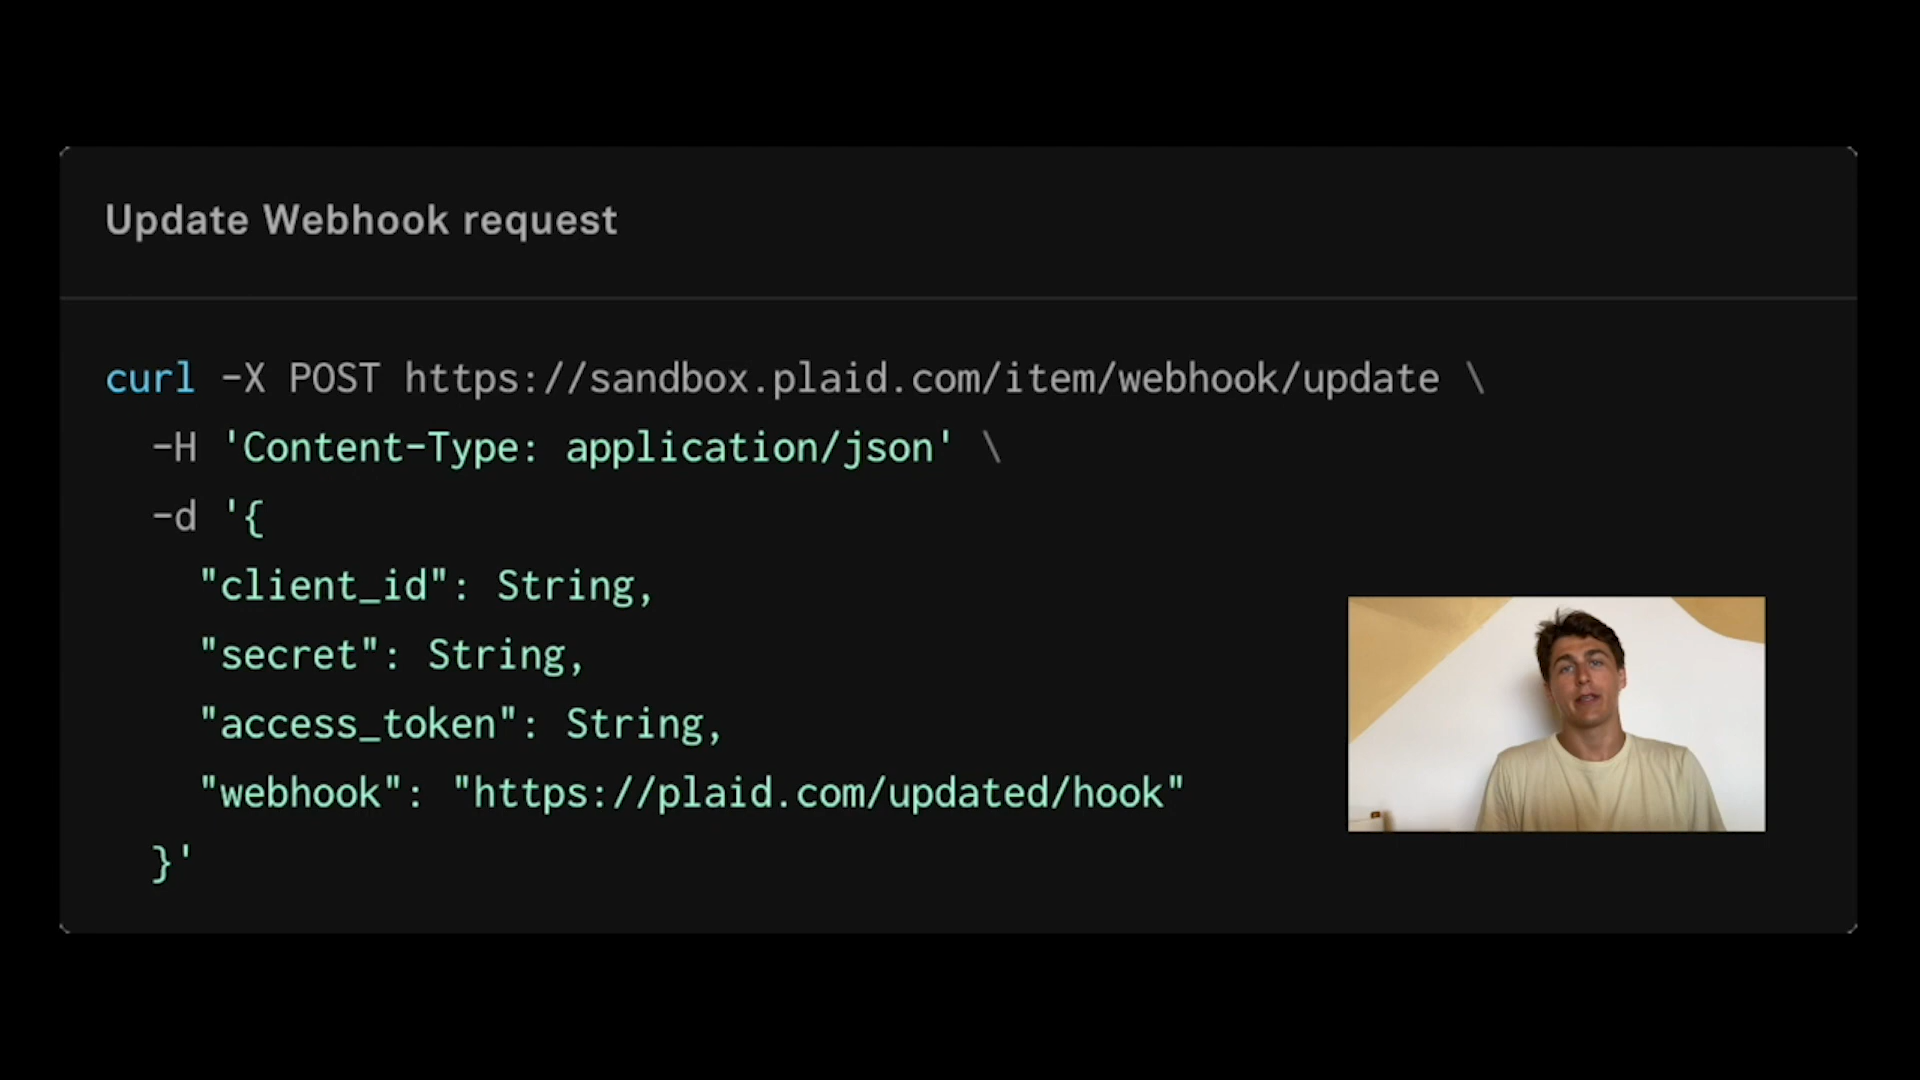 Update Webhook request
curl -X POST https://sandbox.plaid.com/item/webhook/update \
-H 'Content-Type: application/json' \
-d '{
"client_id": String,
"secret": String,
"access_token": String,
"webhook": "https://plaid.com/updated/hook"
}'